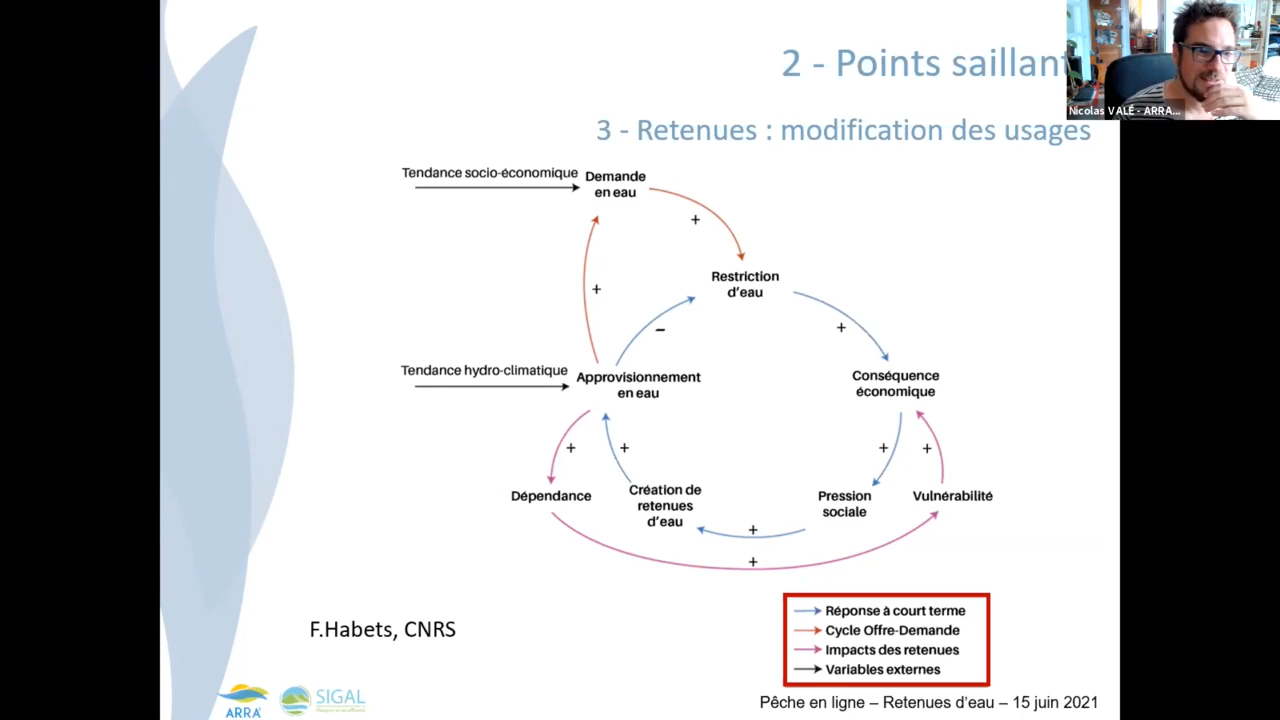 2 - Points saillant
Nicolas VALÉ - ARRA...
3 - Retenues : modification des usages
Tendance socio-économique
Demande
en eau
+
Restriction
d'eau
+
–
+
Tendance hydro-climatique
Approvisionnement
en eau
Conséquence
économique
+
+
+
+
Dépendance
Création de
retenues
d'eau
Pression
sociale
Vulnérabilité
+
+
Réponse à court terme
Cycle Offre-Demande
Impacts des retenues
Variables externes
F.Habets, CNRS
ARRA²
SIGAL
Pêche en ligne – Retenues d'eau – 15 juin 2021